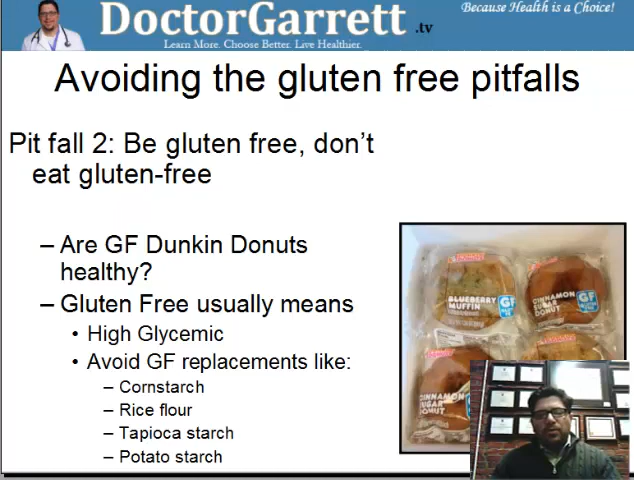 DoctorGarrett.tv
Because Health is a Choice!
Learn More. Choose Better. Live Healthier.
Avoiding the gluten free pitfalls
Pit fall 2: Be gluten free, don't
eat gluten-free
– Are GF Dunkin Donuts
healthy?
– Gluten Free usually means
• High Glycemic
• Avoid GF replacements like:
– Cornstarch
– Rice flour
– Tapioca starch
– Potato starch
BLUEBERRY
MUFFIN
GF
CINNAMON
SUGAR
DONUT
GF
CINNAMON
SUGAR
DONUT